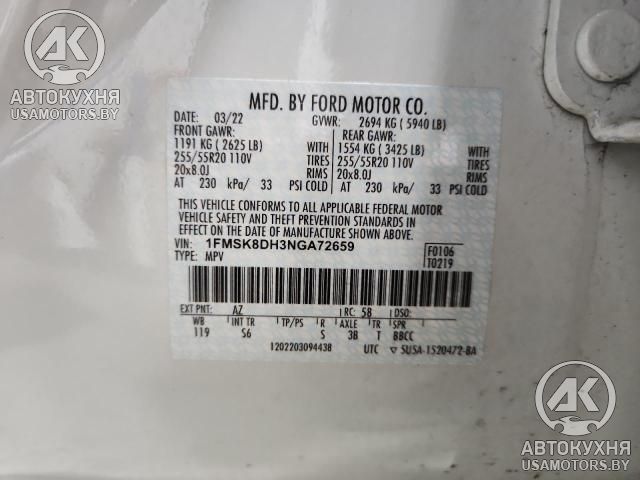 АК
АВТОКУХНЯ
USAMOTORS.BY
MFD. BY FORD MOTOR CO.
DATE: 03/22 GVWR: 2694 KG ( 5940 LB)
FRONT GAWR: REAR GAWR:
1191 KG ( 2625 LB) WITH 1554 KG ( 3425 LB) WITH
255/55R20 110V TIRES 255/55R20 110V TIRES
20x8.0J RIMS 20x8.0J RIMS
AT 230 kPa/ 33 PSI COLD AT 230 kPa/ 33 PSI COLD
THIS VEHICLE CONFORMS TO ALL APPLICABLE FEDERAL MOTOR
VEHICLE SAFETY AND THEFT PREVENTION STANDARDS IN
EFFECT ON THE DATE OF MANUFACTURE SHOWN ABOVE.
VIN: 1FMSK8DH3NGA72659 F0106
TYPE: MPV T0219
EXT PNT: AZ RC: 58 DSO:
WB INT TR TP/PS R AXLE TR SPR
119 S6 S 3B T BBCC
1202203094438 UTC SU5A-1520472-BA
АК
АВТОКУХНЯ
USAMOTORS.BY